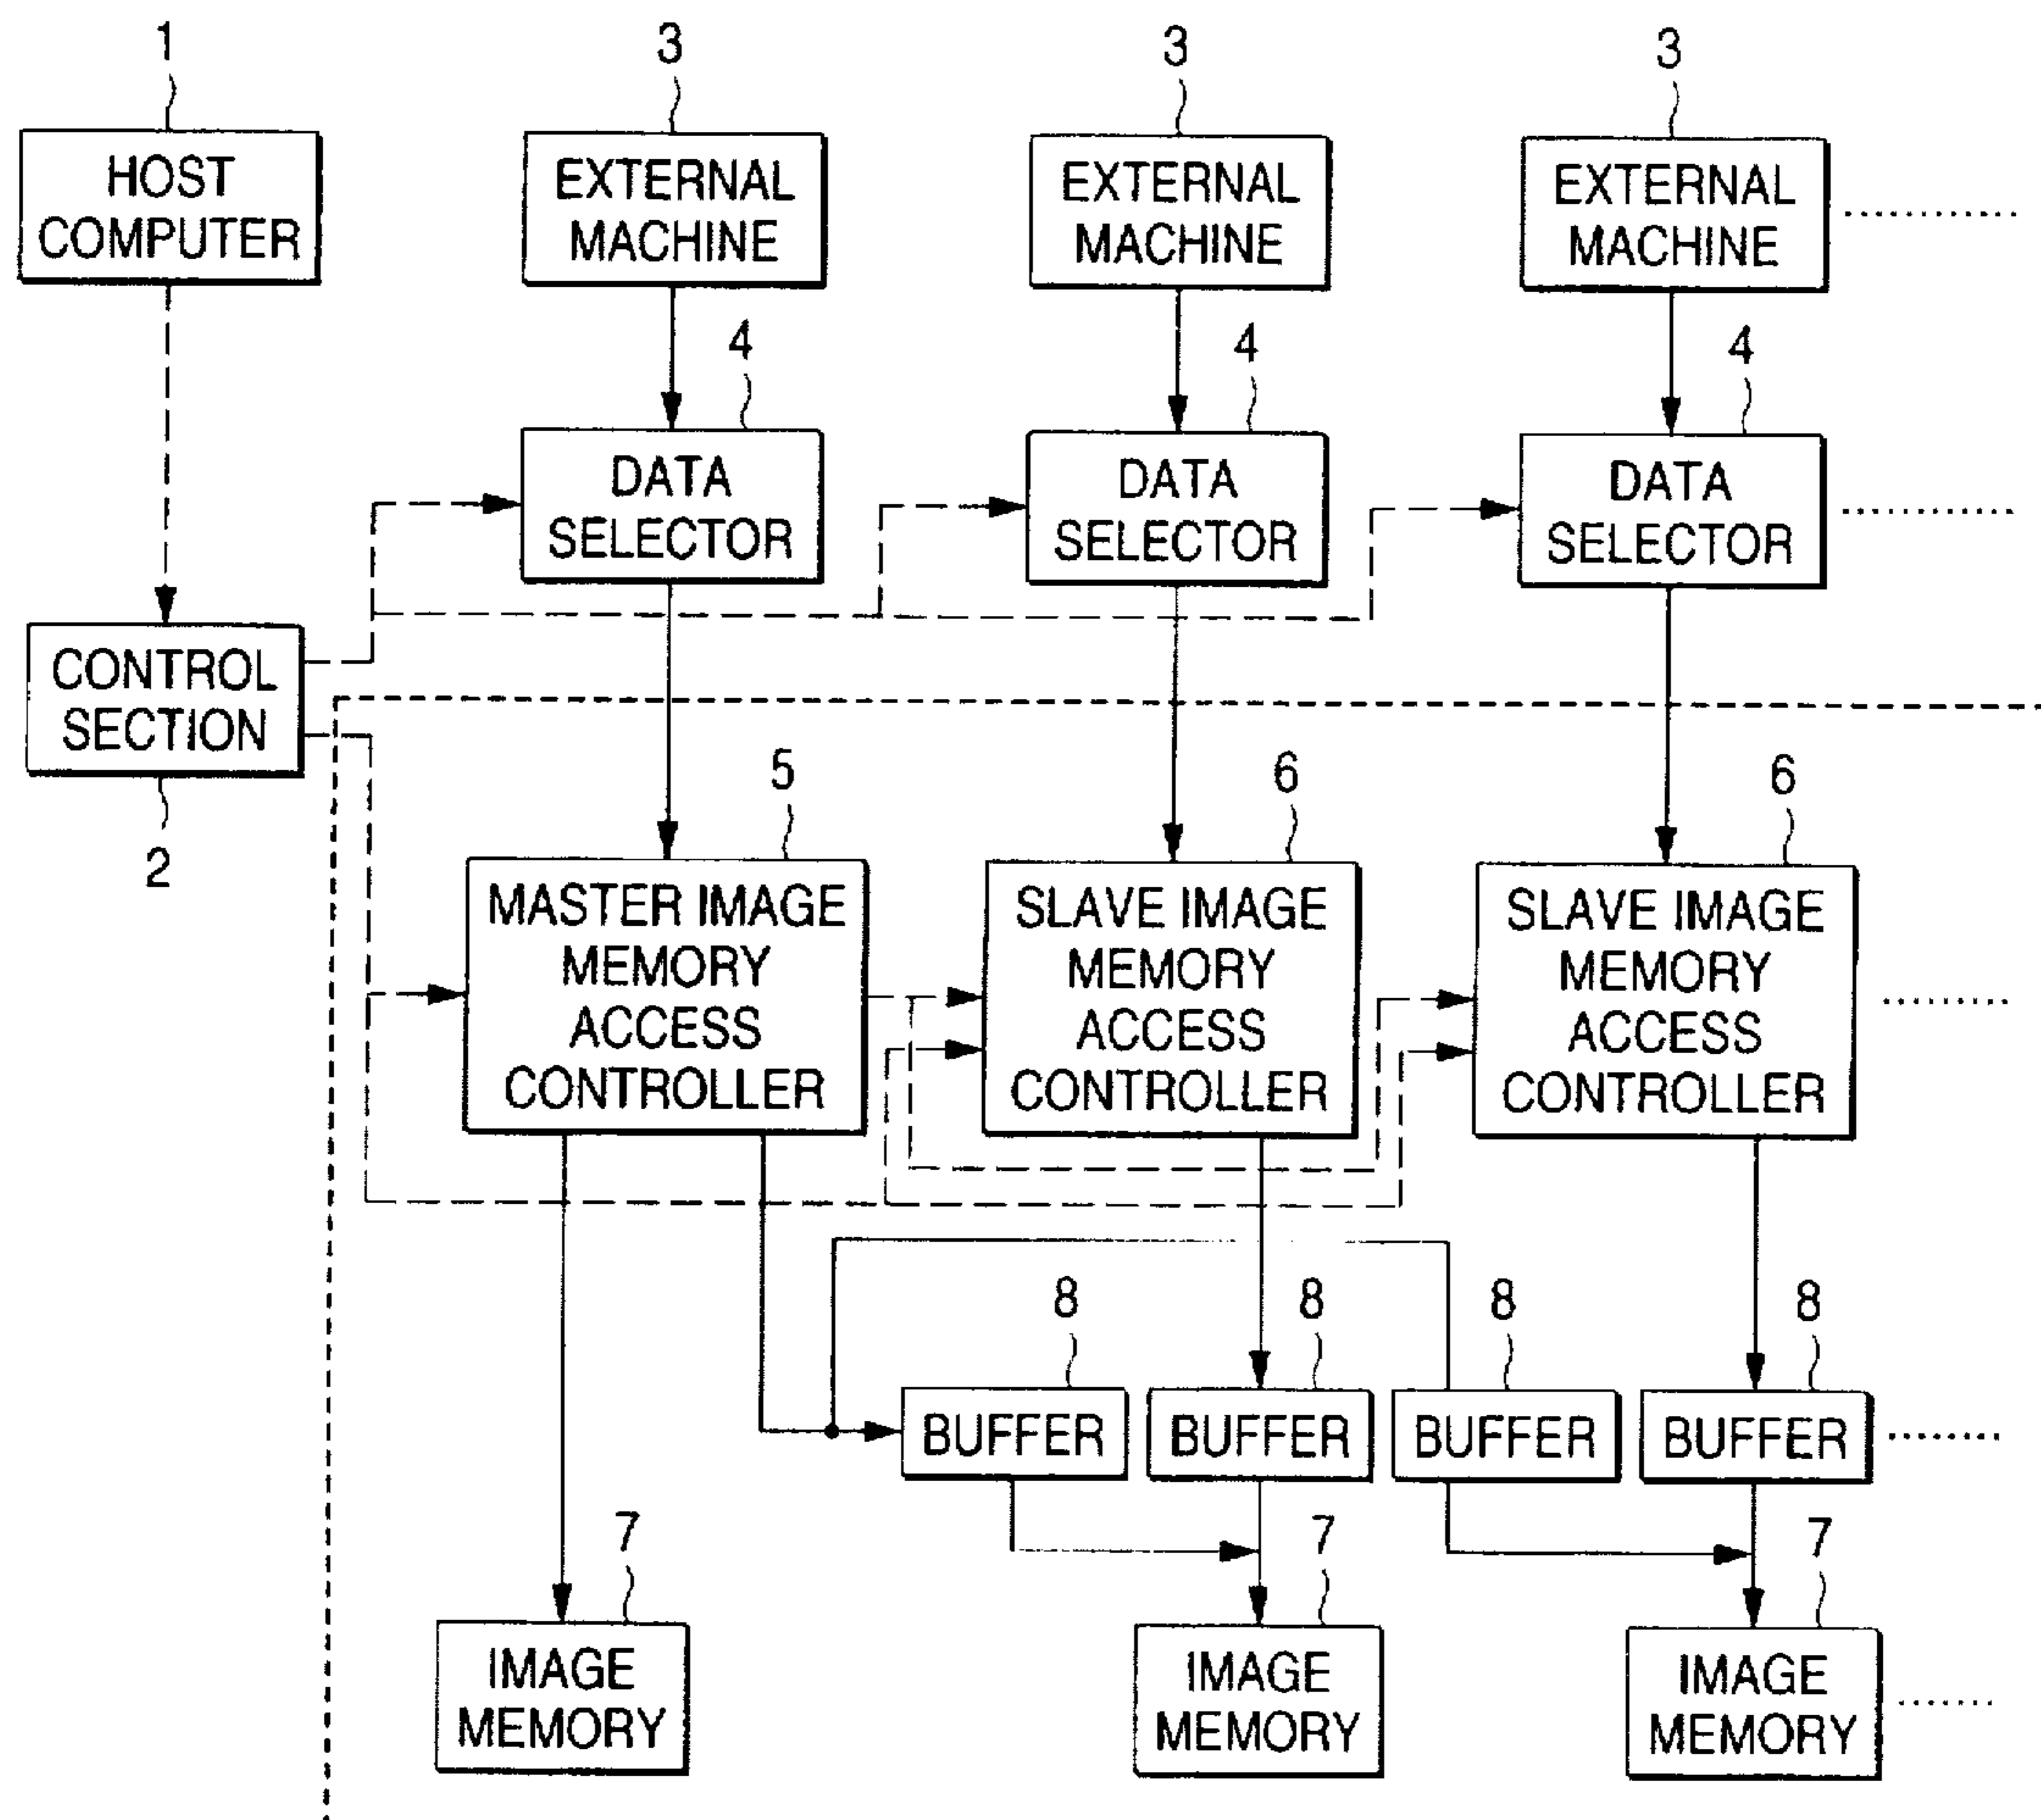 1
3
3
3
HOST
COMPUTER
EXTERNAL
MACHINE
EXTERNAL
MACHINE
EXTERNAL
MACHINE
4
4
4
DATA
SELECTOR
DATA
SELECTOR
DATA
SELECTOR
CONTROL
SECTION
2
5
6
6
MASTER IMAGE
MEMORY
ACCESS
CONTROLLER
SLAVE IMAGE
MEMORY
ACCESS
CONTROLLER
SLAVE IMAGE
MEMORY
ACCESS
CONTROLLER
8
8
8
8
BUFFER
BUFFER
BUFFER
BUFFER
7
7
7
IMAGE
MEMORY
IMAGE
MEMORY
IMAGE
MEMORY